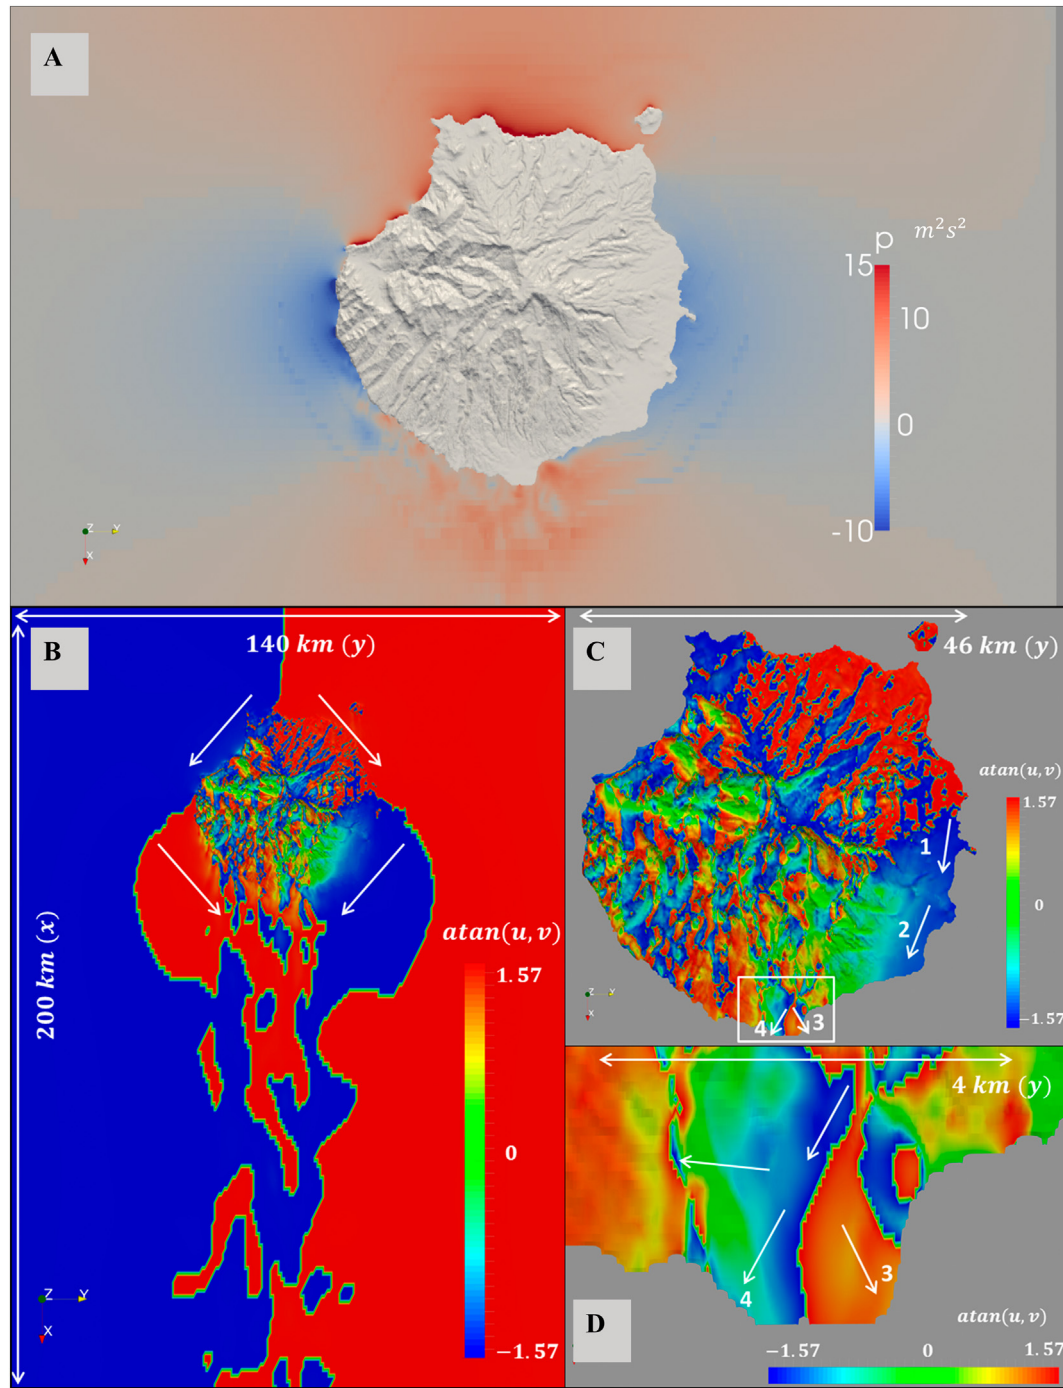 A
p m²s²
15
10
0
-10
Z Y
X
B
140 km (y)
200 km (x)
atan(u, v)
1.57
0
−1.57
Z Y
X
C
46 km (y)
atan(u, v)
1.57
0
−1.57
1
2
3
4
Z Y
X
4 km (y)
3
4
D
atan(u, v)
−1.57 0 1.57